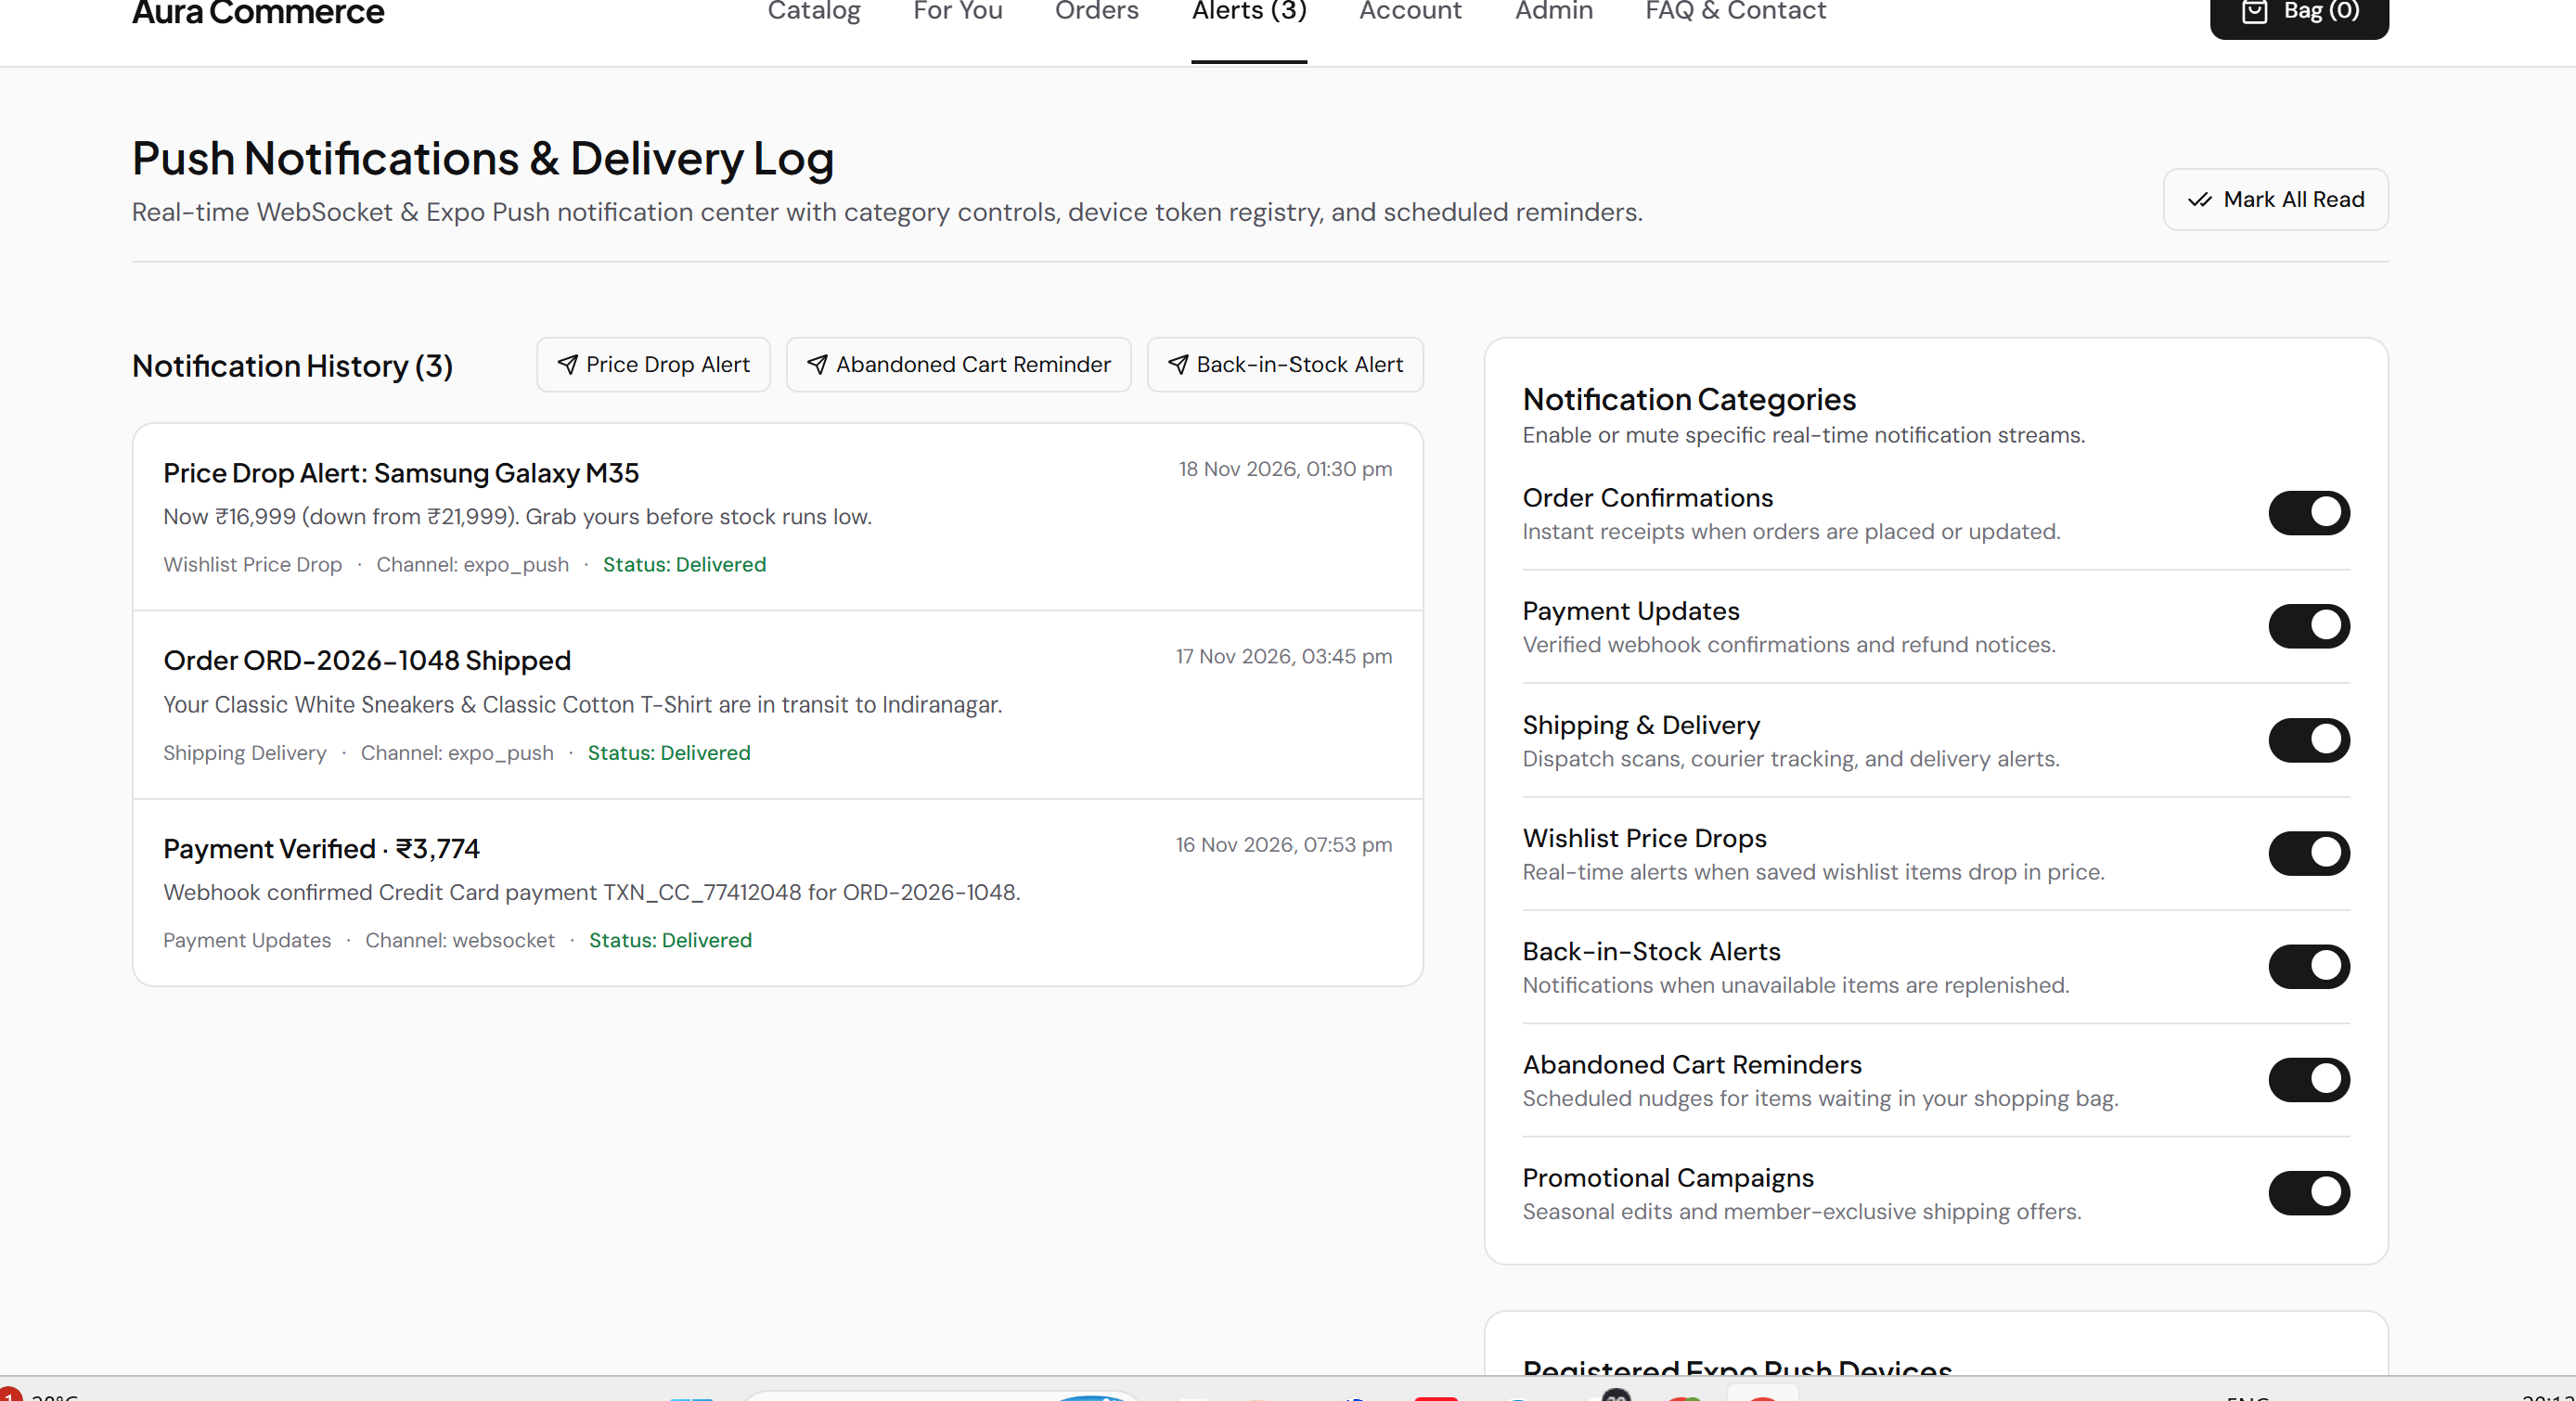 Aura Commerce
Catalog For You Orders Alerts (3) Account Admin FAQ & Contact
Bag (0)
Push Notifications & Delivery Log
Real-time WebSocket & Expo Push notification center with category controls, device token registry, and scheduled reminders.
Mark All Read
Notification History (3)
Price Drop Alert
Abandoned Cart Reminder
Back-in-Stock Alert
Price Drop Alert: Samsung Galaxy M35
18 Nov 2026, 01:30 pm
Now ₹16,999 (down from ₹21,999). Grab yours before stock runs low.
Wishlist Price Drop · Channel: expo_push · Status: Delivered
Order ORD-2026-1048 Shipped
17 Nov 2026, 03:45 pm
Your Classic White Sneakers & Classic Cotton T-Shirt are in transit to Indiranagar.
Shipping Delivery · Channel: expo_push · Status: Delivered
Payment Verified · ₹3,774
16 Nov 2026, 07:53 pm
Webhook confirmed Credit Card payment TXN_CC_77412048 for ORD-2026-1048.
Payment Updates · Channel: websocket · Status: Delivered
Notification Categories
Enable or mute specific real-time notification streams.
Order Confirmations
Instant receipts when orders are placed or updated.
Payment Updates
Verified webhook confirmations and refund notices.
Shipping & Delivery
Dispatch scans, courier tracking, and delivery alerts.
Wishlist Price Drops
Real-time alerts when saved wishlist items drop in price.
Back-in-Stock Alerts
Notifications when unavailable items are replenished.
Abandoned Cart Reminders
Scheduled nudges for items waiting in your shopping bag.
Promotional Campaigns
Seasonal edits and member-exclusive shipping offers.
Registered Expo Push Devices